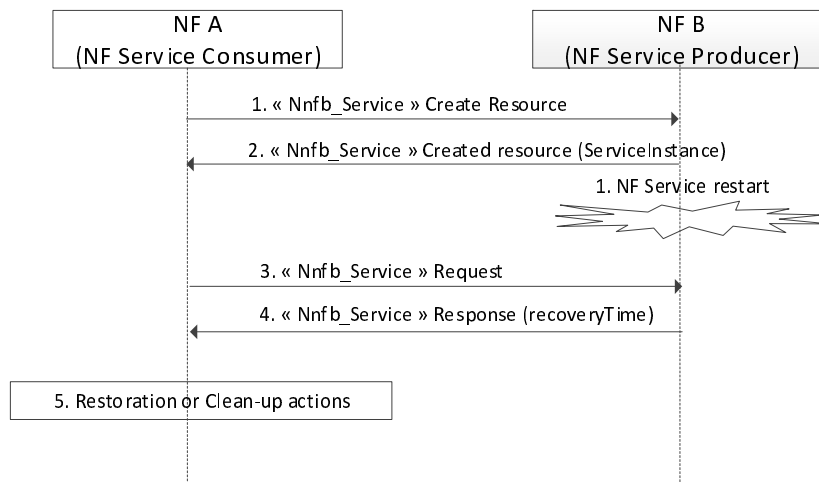 NF A
(NF Service Consumer)
NF B
(NF Service Producer)
1. « Nnfb_Service » Create Resource
2. « Nnfb_Service » Created resource (ServiceInstance)
1. NF Service restart
3. « Nnfb_Service » Request
4. « Nnfb_Service » Response (recoveryTime)
5. Restoration or Clean-up actions